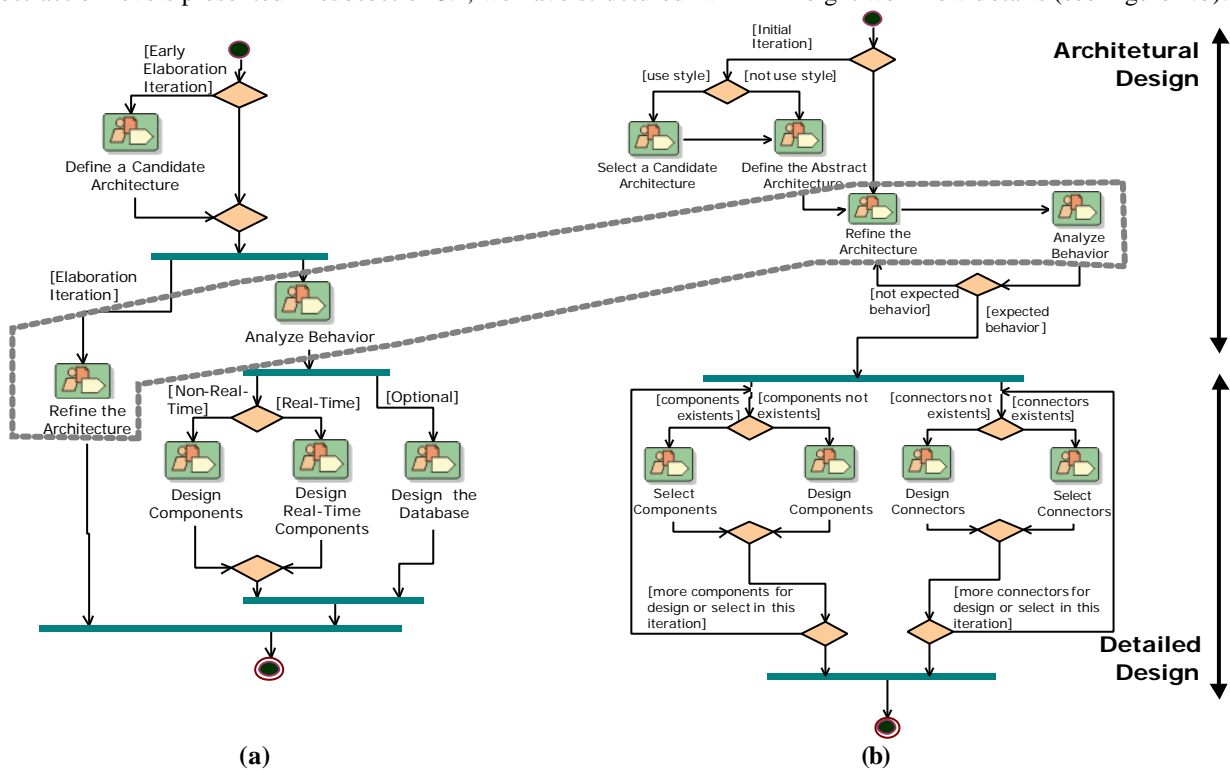 [Early
Elaboration
Iteration]
Define a Candidate
Architecture
[Elaboration
Iteration]
Analyze Behavior
Refine the
Architecture
[Non-Real-
Time]
[Real-Time]
[Optional]
Design
Components
Design
Real-Time
Components
Design the
Database
(a)
[Initial
Iteration]
[use style]
[not use style]
Select a Candidate
Architecture
Define the Abstract
Architecture
Refine the
Architecture
Analyze
Behavior
[not expected
behavior]
[expected
behavior]
Architetural
Design
[components
existents]
[components not
existents]
[connectors not
existents]
[connectors
existents]
Select
Components
Design
Components
Design
Connectors
Select
Connectors
[more components for
design or select in this
iteration]
[more connectors for
design or select in this
iteration]
Detailed
Design
(b)